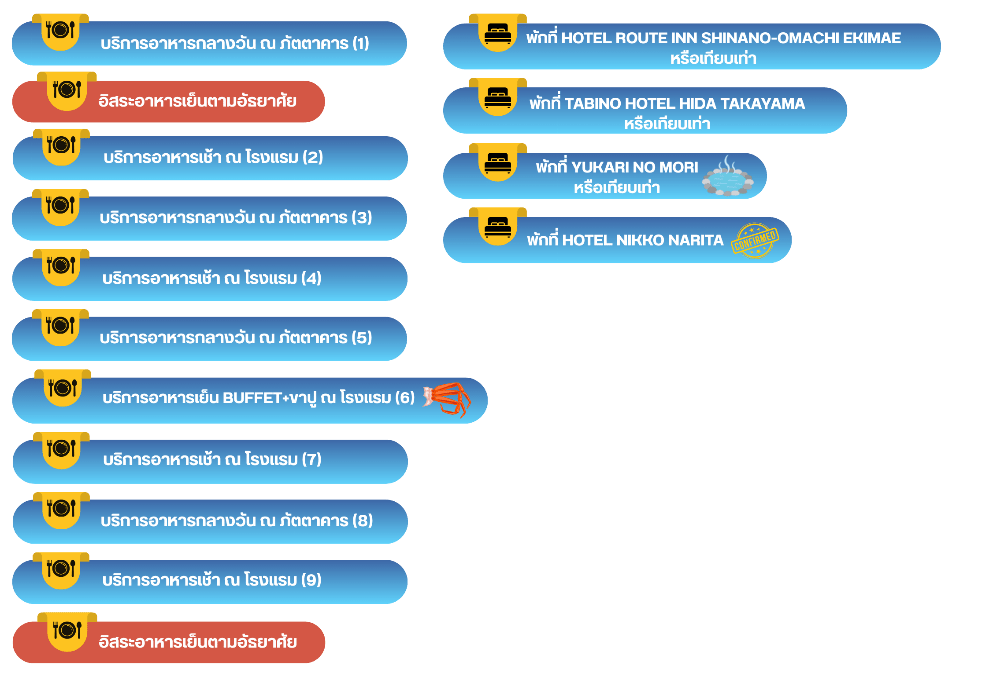 บริการอาหารกลางวัน ณ ภัตตาคาร (1)
อิสระอาหารเย็นตามอัธยาศัย
บริการอาหารเช้า ณ โรงแรม (2)
บริการอาหารกลางวัน ณ ภัตตาคาร (3)
บริการอาหารเช้า ณ โรงแรม (4)
บริการอาหารกลางวัน ณ ภัตตาคาร (5)
บริการอาหารเย็น BUFFET+ขาปู ณ โรงแรม (6)
บริการอาหารเช้า ณ โรงแรม (7)
บริการอาหารกลางวัน ณ ภัตตาคาร (8)
บริการอาหารเช้า ณ โรงแรม (9)
อิสระอาหารเย็นตามอัธยาศัย
พักที่ HOTEL ROUTE INN SHINANO-OMACHI EKIMAE
หรือเทียบเท่า
พักที่ TABINO HOTEL HIDA TAKAYAMA
หรือเทียบเท่า
พักที่ YUKARI NO MORI
หรือเทียบเท่า
พักที่ HOTEL NIKKO NARITA
CONFIRMED